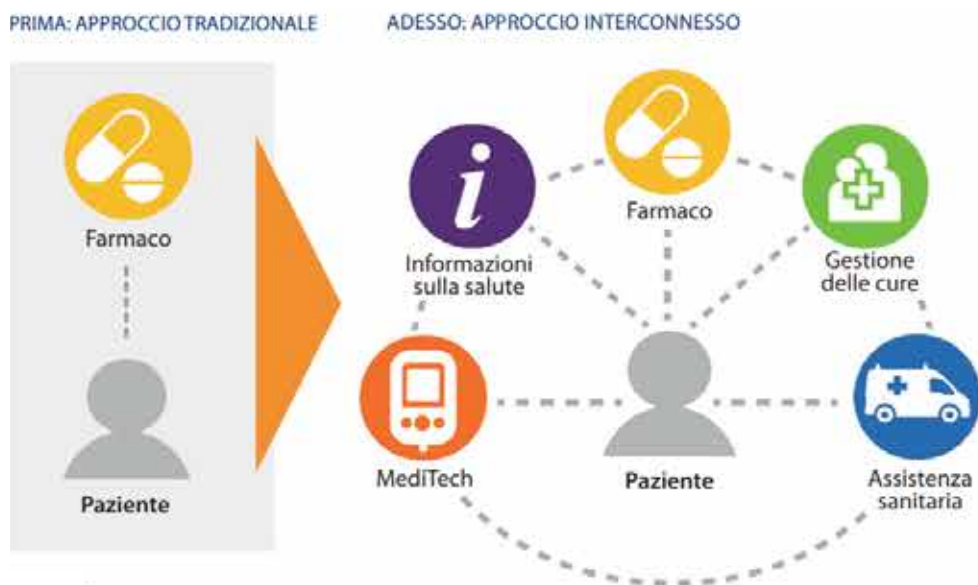 PRIMA: APPROCCIO TRADIZIONALE
Farmaco
Paziente
ADESSO: APPROCCIO INTERCONNESSO
Farmaco
Informazioni
sulla salute
Gestione
delle cure
MediTech
Paziente
Assistenza
sanitaria